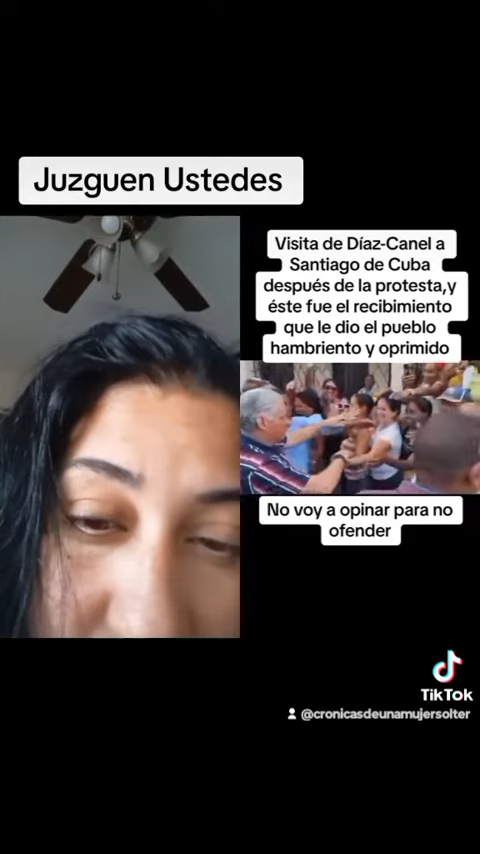 Juzguen Ustedes
Visita de Díaz-Canel a
Santiago de Cuba
después de la protesta,y
éste fue el recibimiento
que le dio el pueblo
hambriento y oprimido
No voy a opinar para no
ofender
TikTok
@cronicasdeunamujersolter